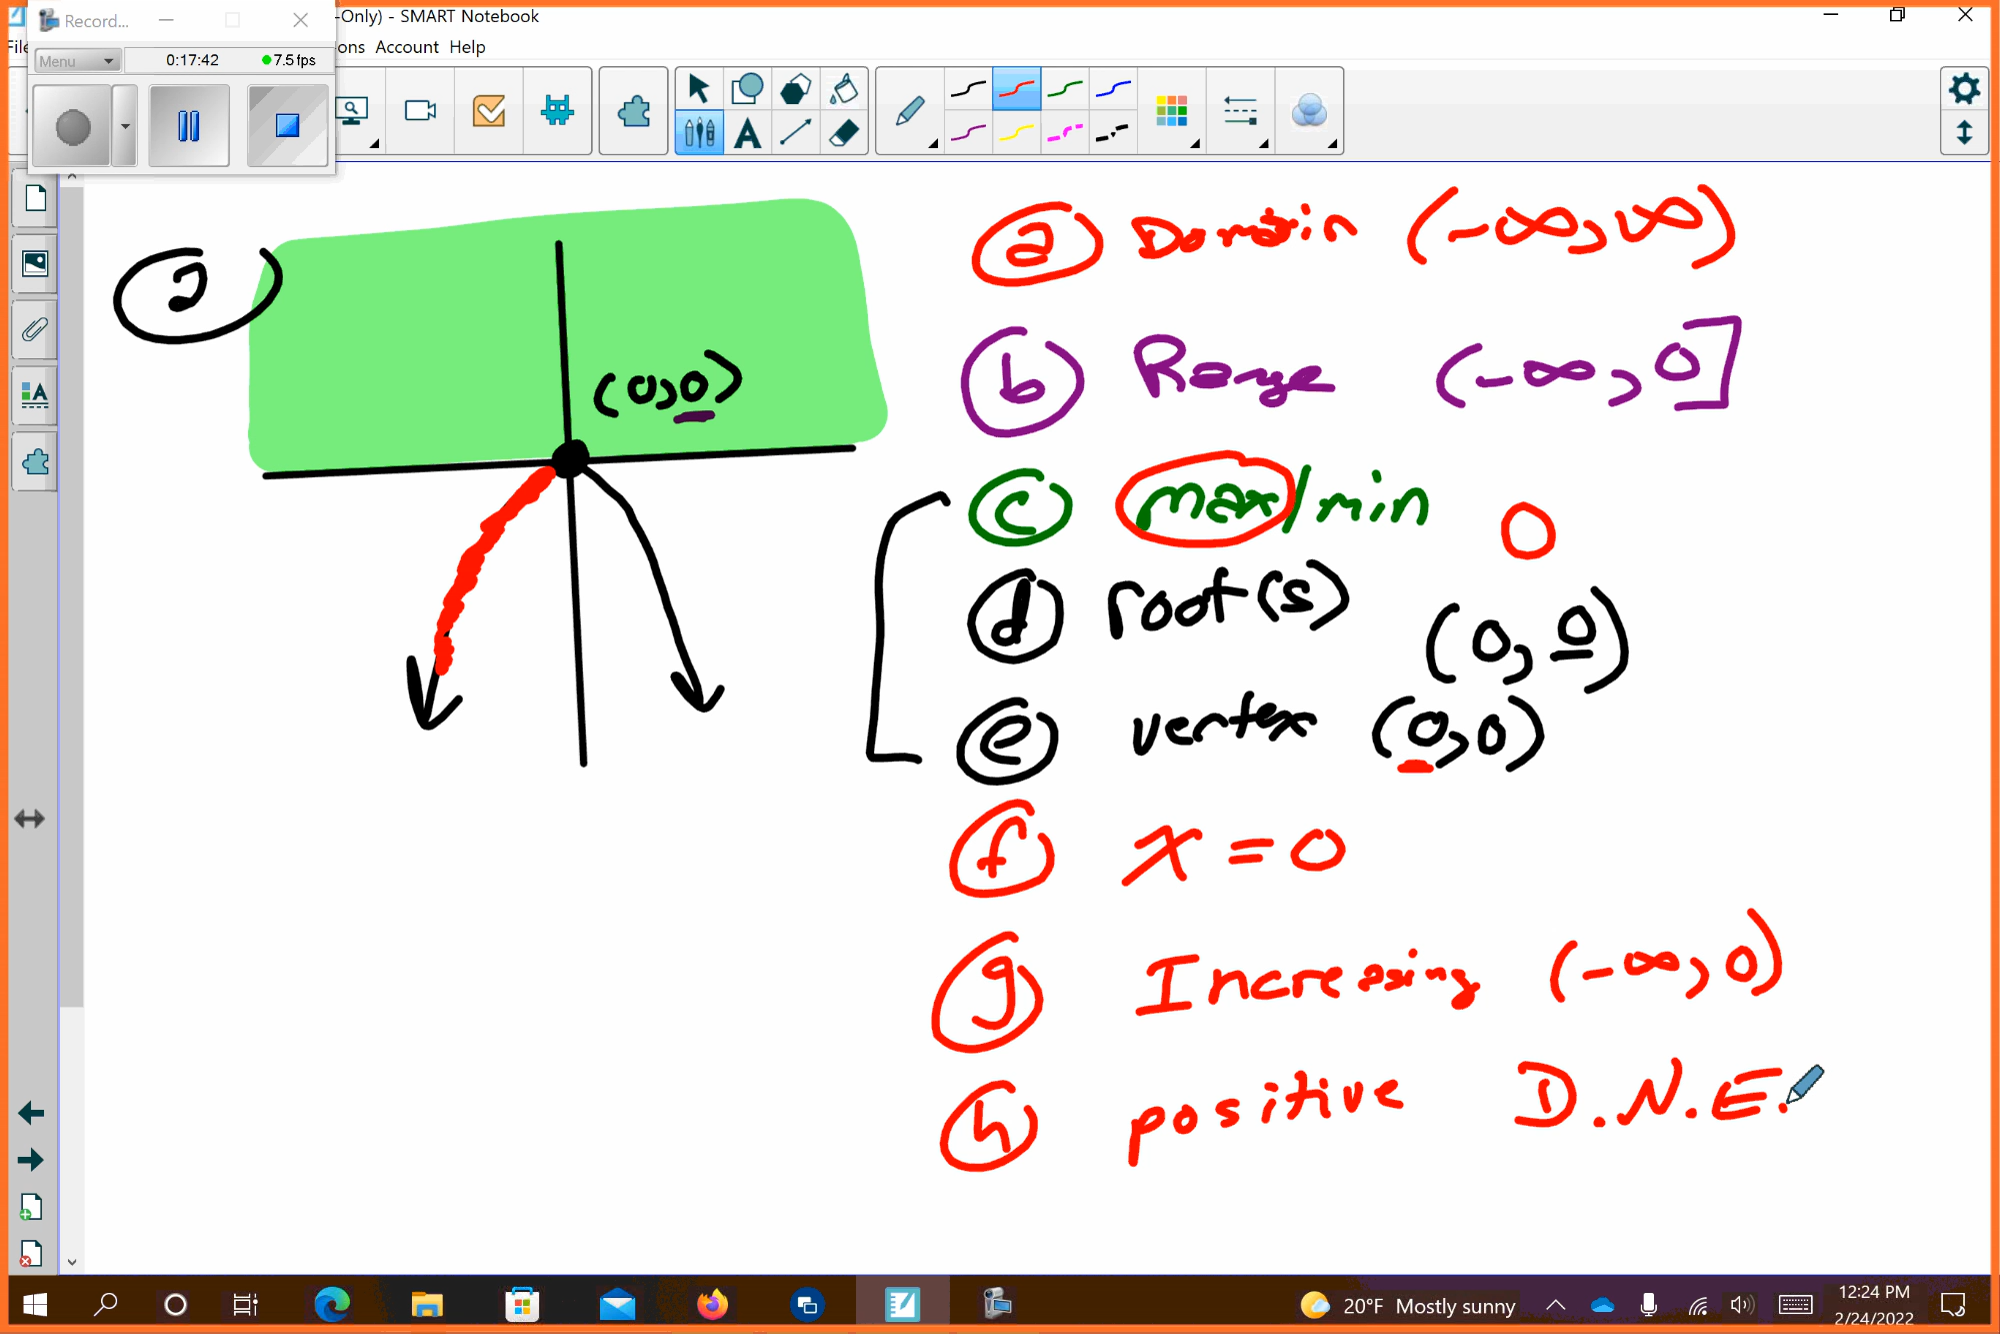 Record...
-Only) - SMART Notebook
File
ons Account Help
Menu
0:17:42
7.5 fps
2
(0,0)
a Domain (-∞,∞)
b Range (-∞,0]
c max/min 0
d root(s) (0,0)
e vertex (0,0)
f x = 0
g Increasing (-∞,0)
h positive D.N.E.
20°F Mostly sunny
12:24 PM
2/24/2022